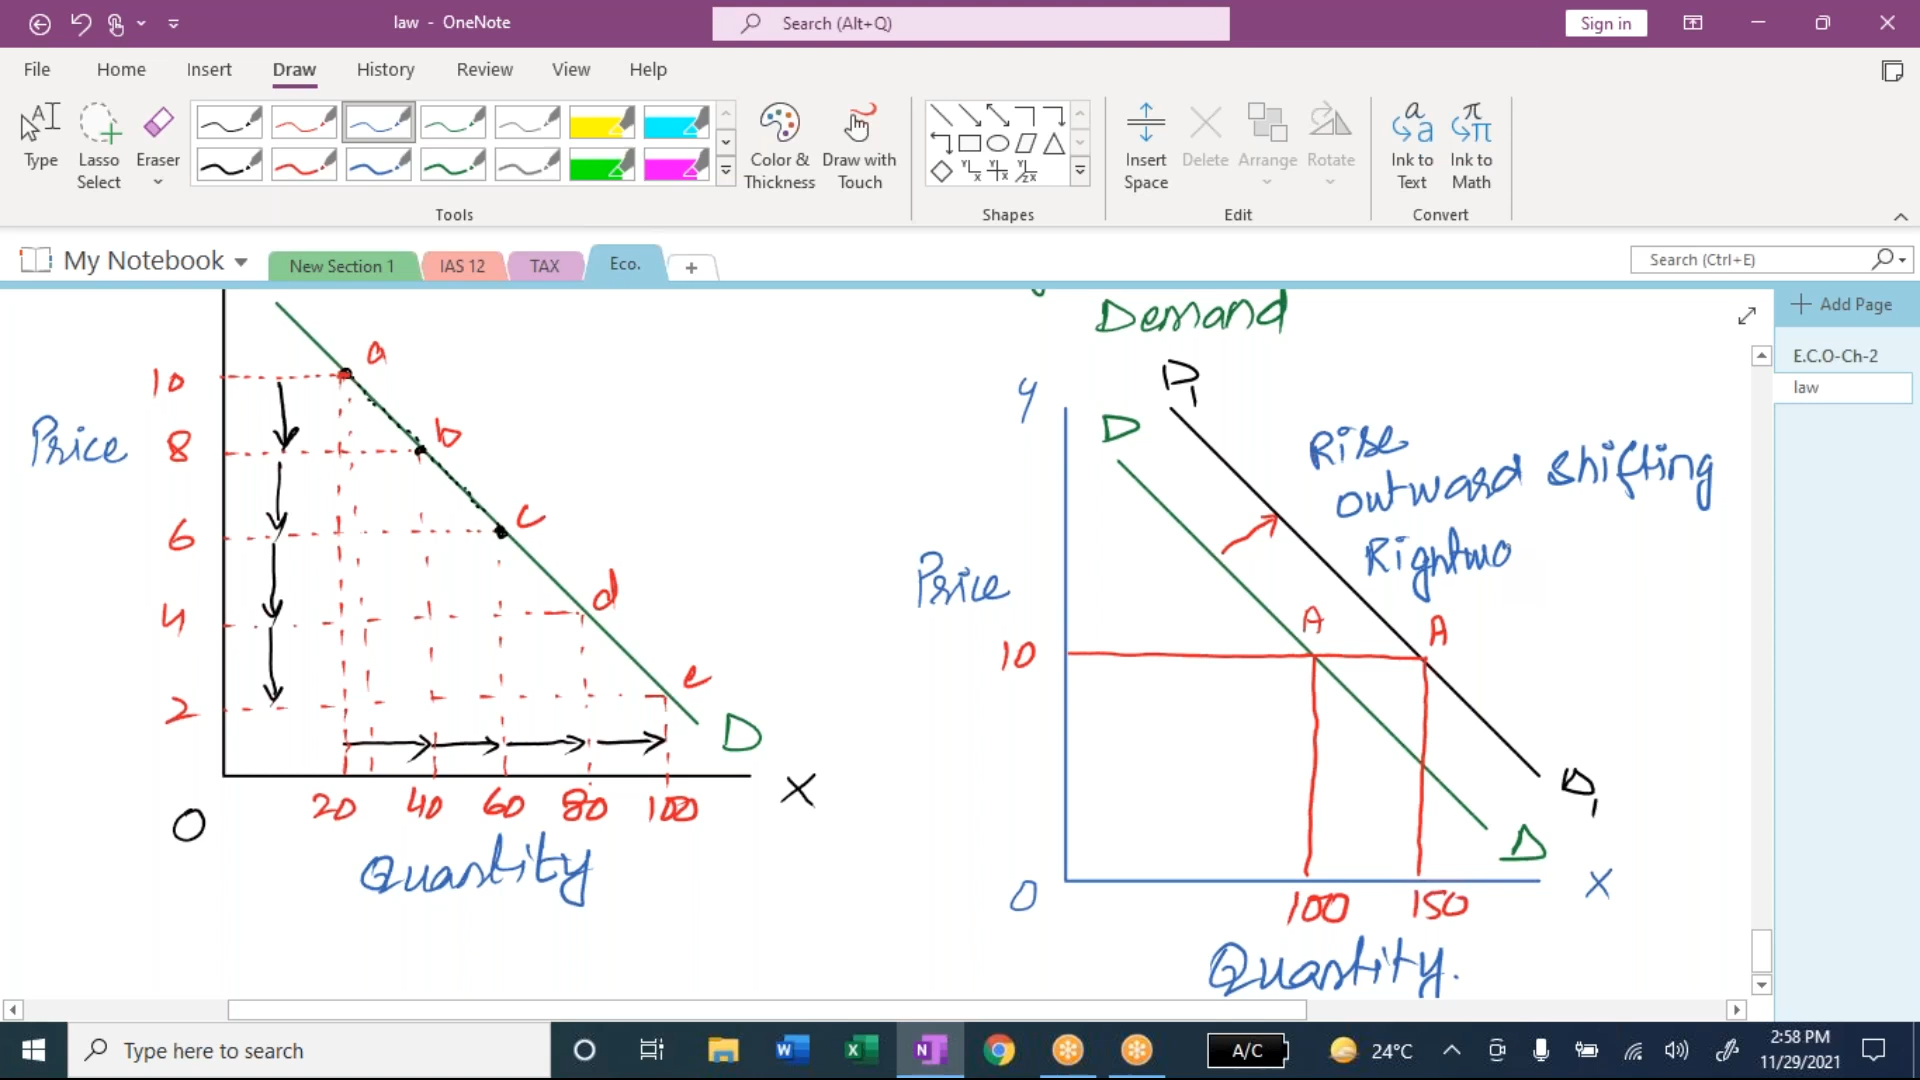 law - OneNote
Search (Alt+Q)
Sign in
File Home Insert Draw History Review View Help
Type
Lasso Select
Eraser
Color & Thickness
Draw with Touch
Insert Space
Delete
Arrange
Rotate
Ink to Text
Ink to Math
Tools
Shapes
Edit
Convert
My Notebook
New Section 1
IAS 12
TAX
Eco.
Search (Ctrl+E)
Add Page
E.C.O-Ch-2
law
10
8
6
4
2
Price
a
b
c
d
e
D
O
20 40 60 80 100
X
Quantity
Demand
y
D1
D
Rise
outward shifting
Rightwo
Price
10
A
A
D1
D
0
100 150
X
Quantity.
Type here to search
A/C
24°C
2:58 PM
11/29/2021